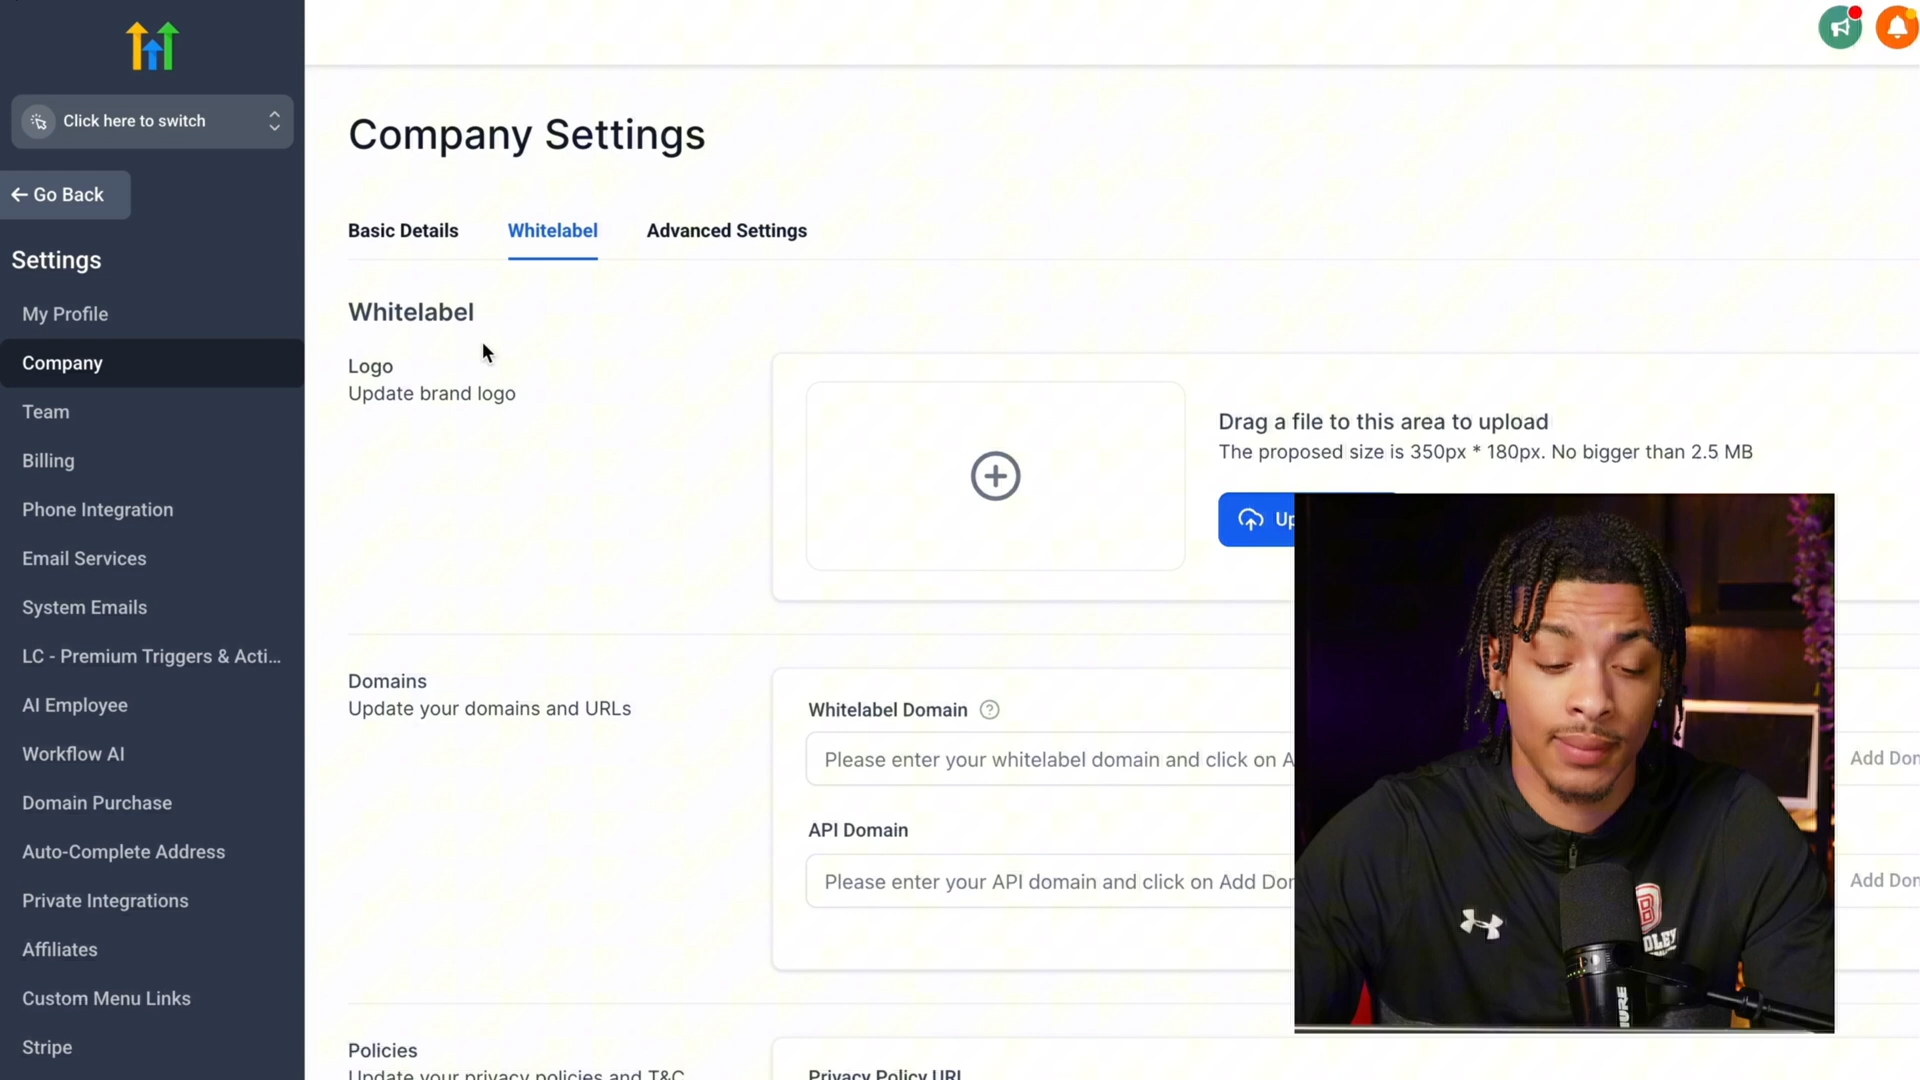 Click here to switch
Go Back
Settings
My Profile
Company
Team
Billing
Phone Integration
Email Services
System Emails
LC - Premium Triggers & Acti...
AI Employee
Workflow AI
Domain Purchase
Auto-Complete Address
Private Integrations
Affiliates
Custom Menu Links
Stripe
Company Settings
Basic Details
Whitelabel
Advanced Settings
Whitelabel
Logo
Update brand logo
Drag a file to this area to upload
The proposed size is 350px * 180px. No bigger than 2.5 MB
Up
Domains
Update your domains and URLs
Whitelabel Domain
Please enter your whitelabel domain and click on A
Add Don
API Domain
Please enter your API domain and click on Add Dor
Add Don
Policies
Update your privacy policies and T&C
Privacy Policy URL